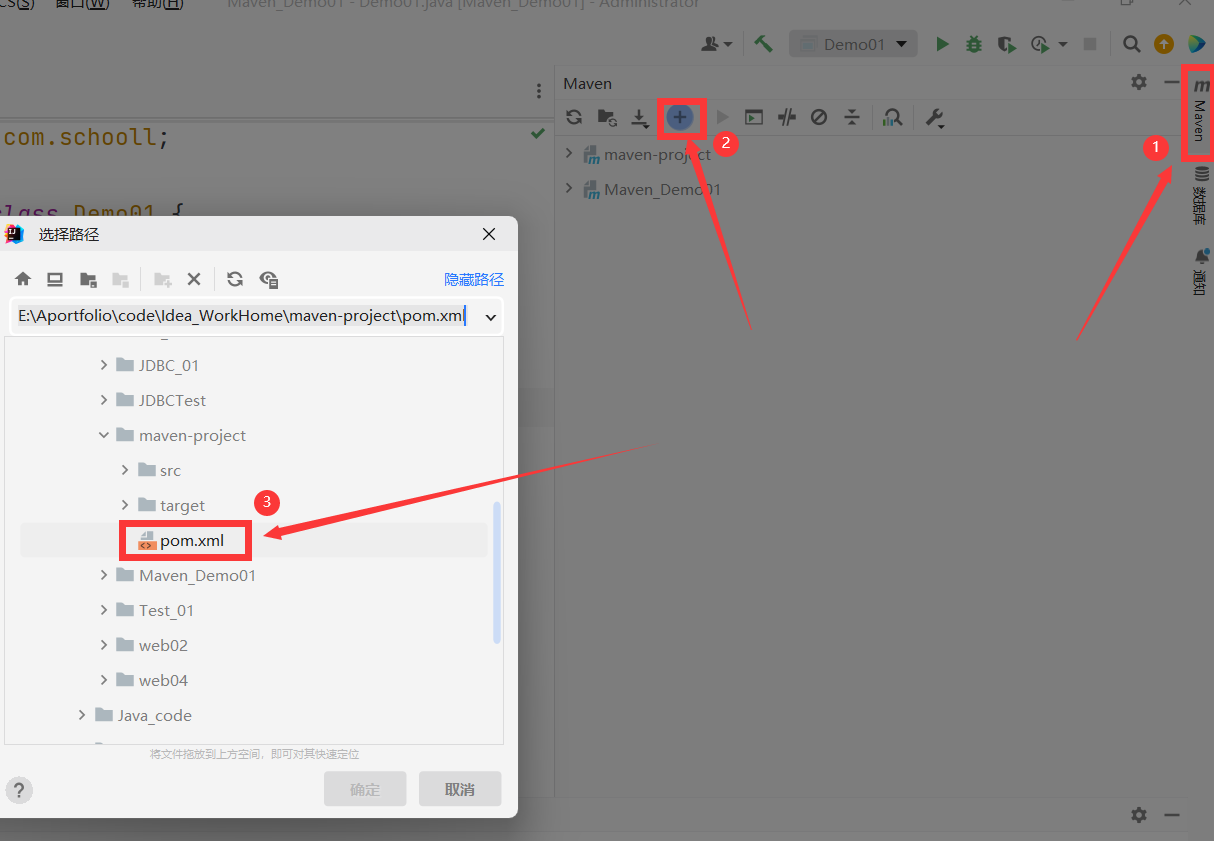 CS(S) 窗口(W) 帮助(H) Maven_Demo01 - Demo01.java [Maven_Demo01] - Administrator
Demo01
Maven
com.schooll;
class Demo01 {
maven-project
Maven_Demo01
1
2
Maven
数据库
通知
选择路径
隐藏路径
E:\Aportfolio\code\Idea_WorkHome\maven-project\pom.xml
JDBC_01
JDBCTest
maven-project
src
target
3
pom.xml
Maven_Demo01
Test_01
web02
web04
Java_code
将文件拖放到上方空间，即可对其快速定位
?
确定
取消